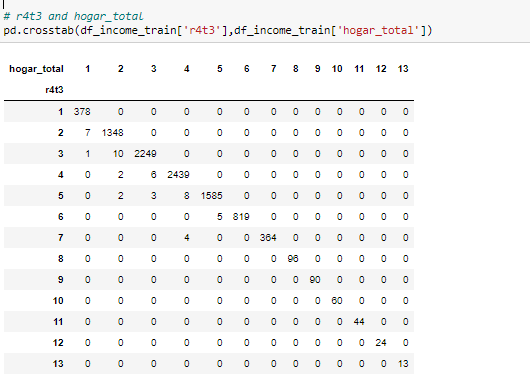 # r4t3 and hogar_total
pd.crosstab(df_income_train['r4t3'],df_income_train['hogar_total'])
hogar_total 1 2 3 4 5 6 7 8 9 10 11 12 13
r4t3
1 378 0 0 0 0 0 0 0 0 0 0 0 0
2 7 1348 0 0 0 0 0 0 0 0 0 0 0
3 1 10 2249 0 0 0 0 0 0 0 0 0 0
4 0 2 6 2439 0 0 0 0 0 0 0 0 0
5 0 2 3 8 1585 0 0 0 0 0 0 0 0
6 0 0 0 0 5 819 0 0 0 0 0 0 0
7 0 0 0 4 0 0 364 0 0 0 0 0 0
8 0 0 0 0 0 0 0 96 0 0 0 0 0
9 0 0 0 0 0 0 0 0 90 0 0 0 0
10 0 0 0 0 0 0 0 0 0 60 0 0 0
11 0 0 0 0 0 0 0 0 0 0 44 0 0
12 0 0 0 0 0 0 0 0 0 0 0 24 0
13 0 0 0 0 0 0 0 0 0 0 0 0 13